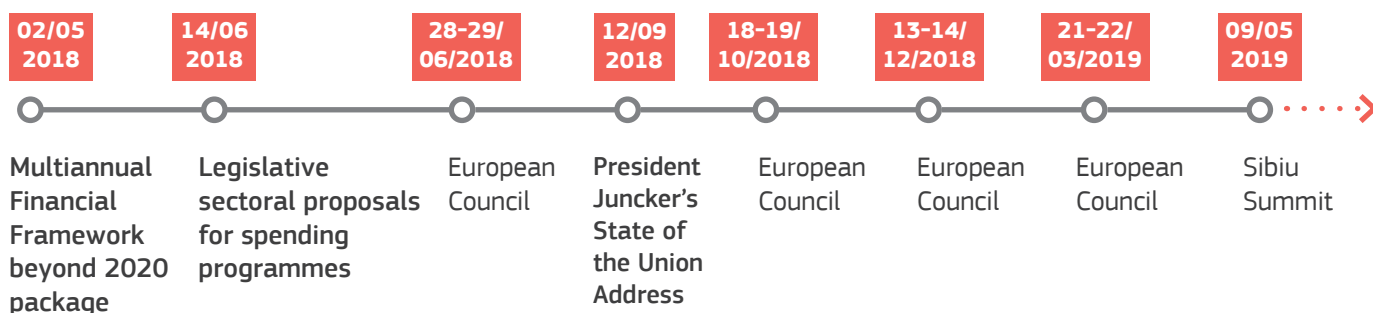 02/05
2018
14/06
2018
28-29/
06/2018
12/09
2018
18-19/
10/2018
13-14/
12/2018
21-22/
03/2019
09/05
2019
Multiannual
Financial
Framework
beyond 2020
package
Legislative
sectoral proposals
for spending
programmes
European
Council
President
Juncker's
State of
the Union
Address
European
Council
European
Council
European
Council
Sibiu
Summit